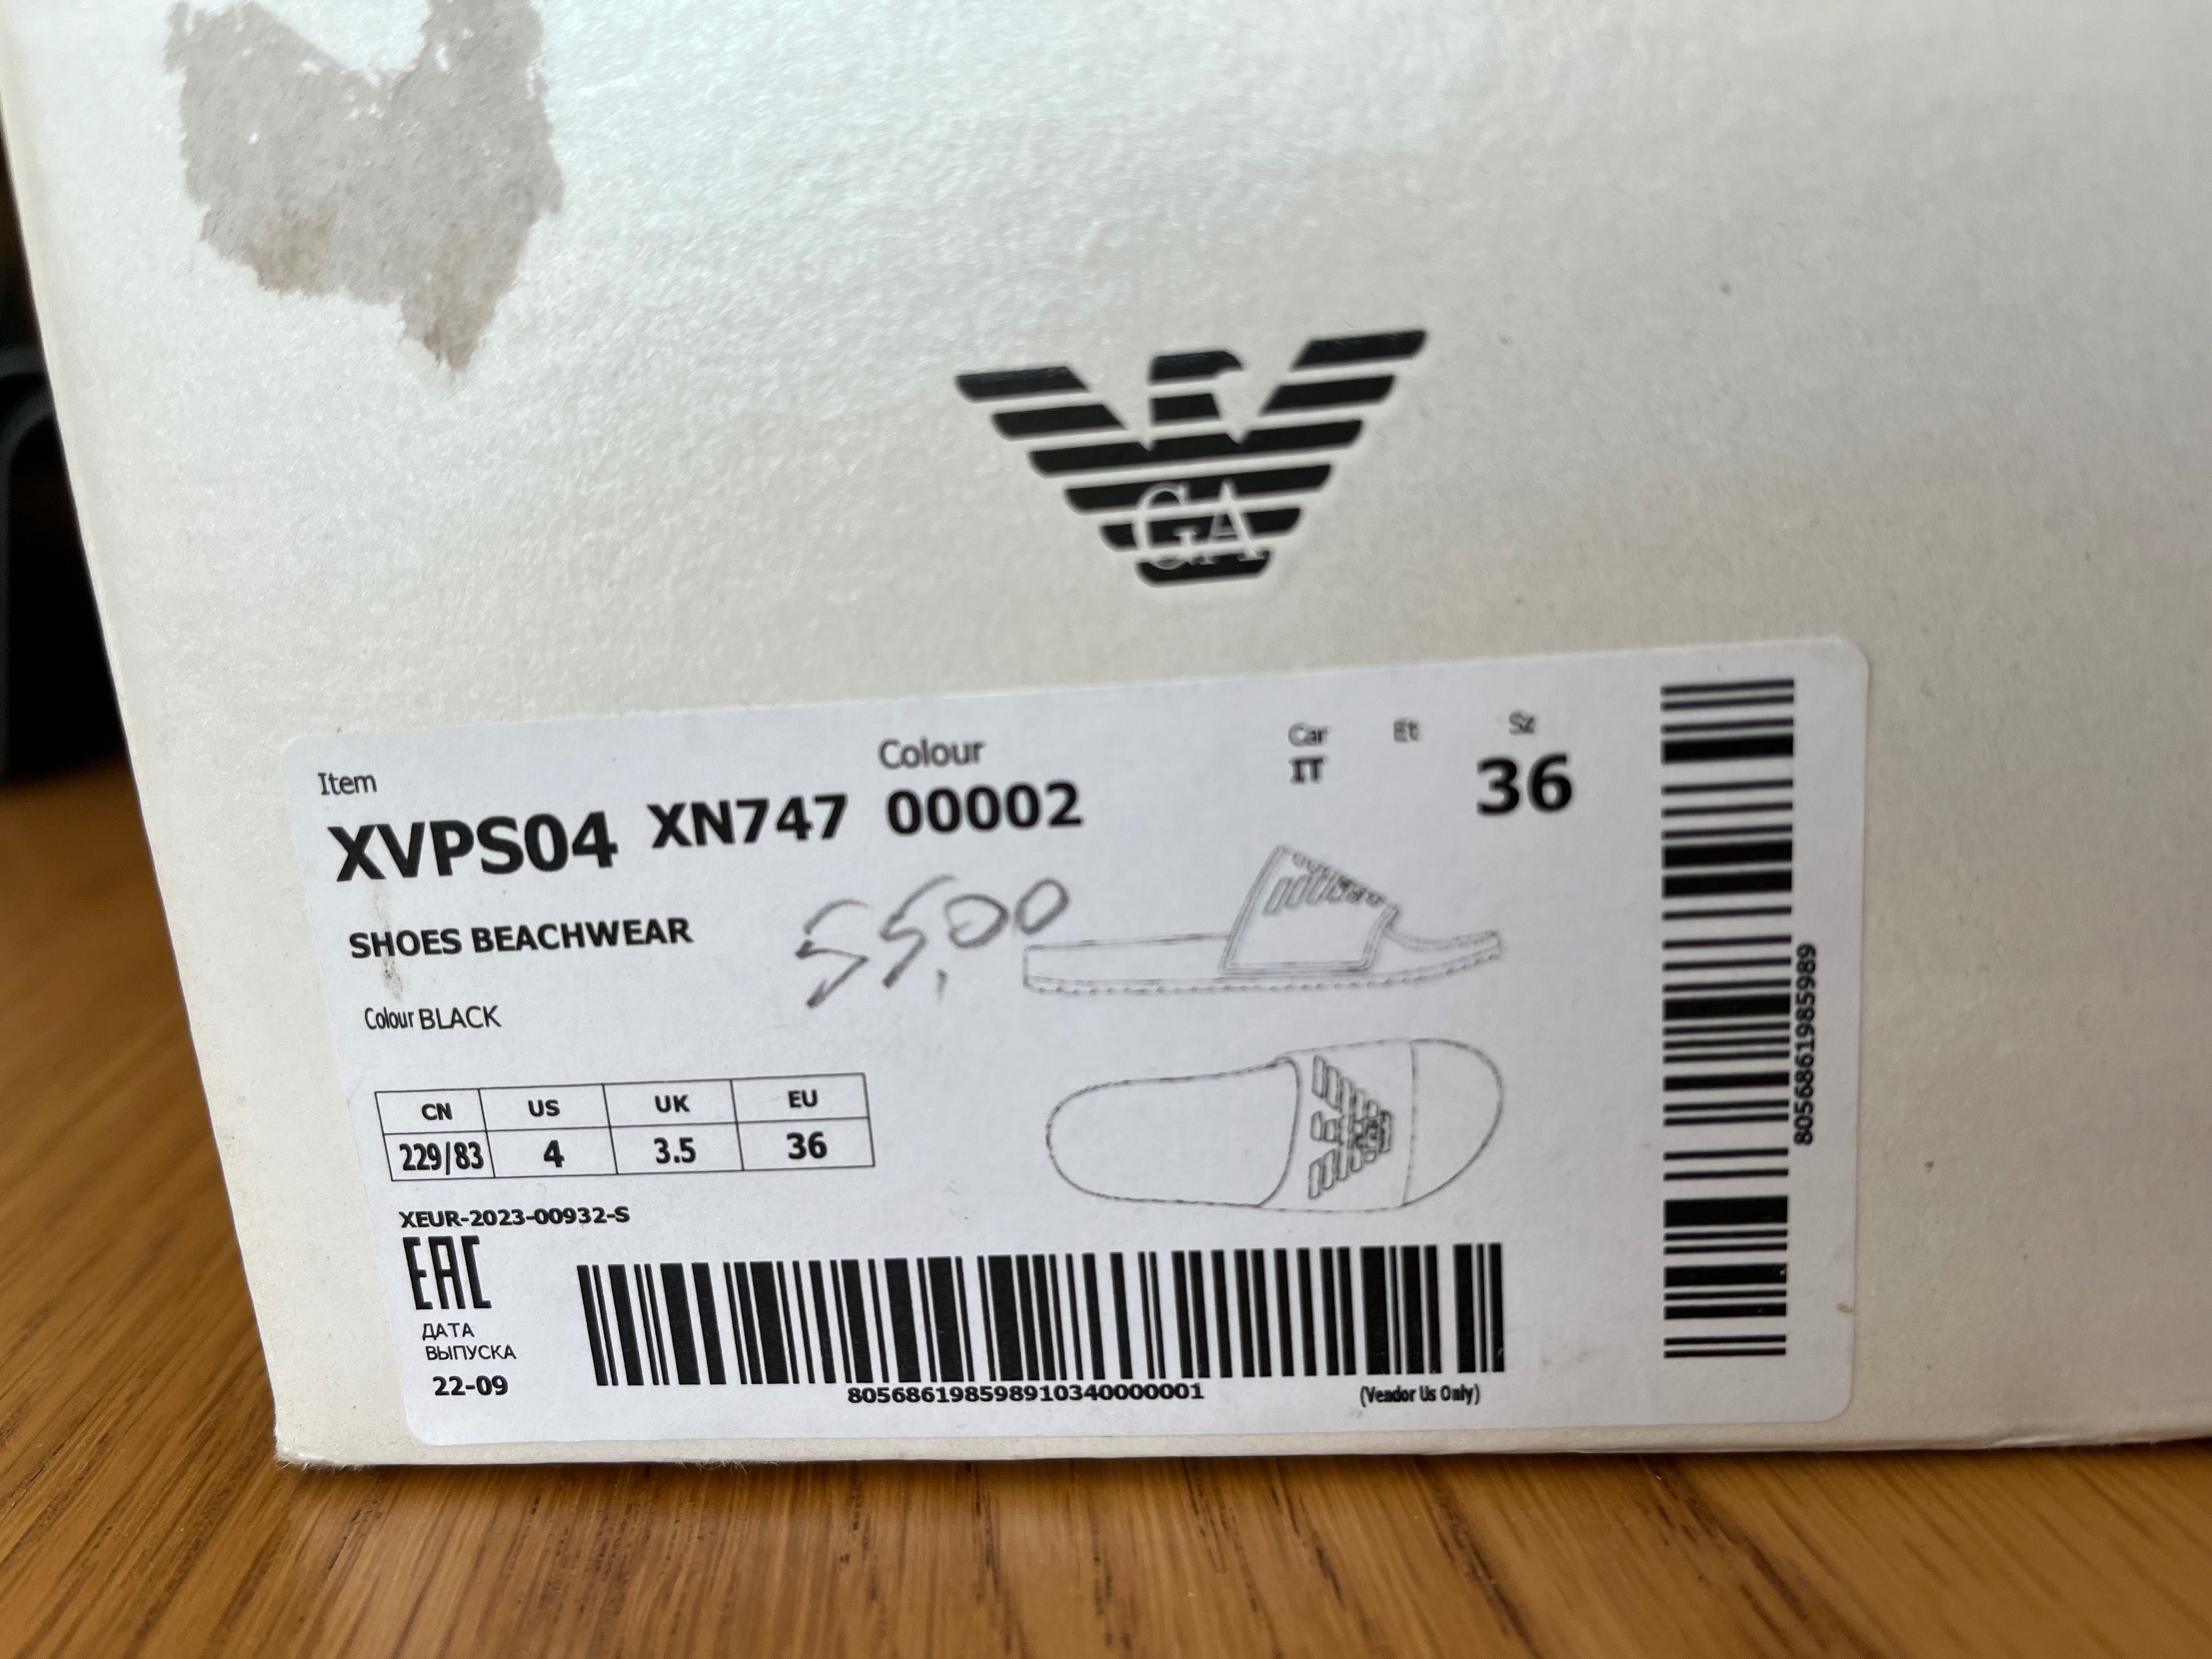 GA
Item Colour Car Et Sz
XVPS04 XN747 00002 IT 36
SHOES BEACHWEAR
55,00
Colour BLACK
CN US UK EU
229/83 4 3.5 36
XEUR-2023-00932-S
EAC
ДАТА
ВЫПУСКА
22-09
805686198598910340000001
(Vendor Us Only)
8056861985989